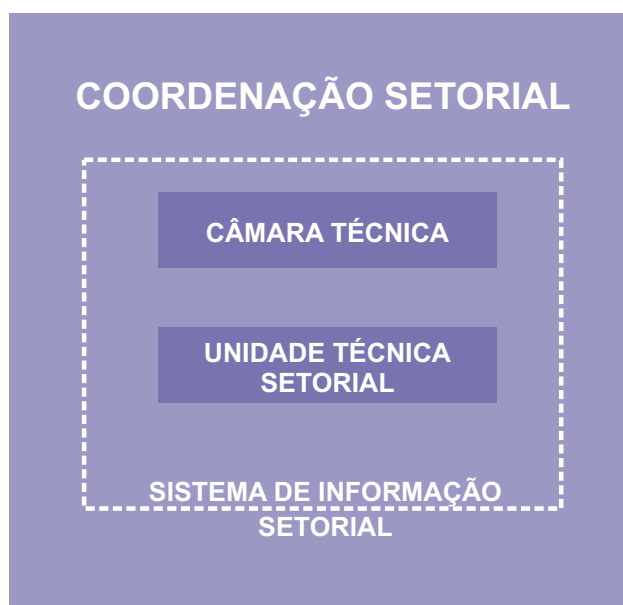 COORDENAÇÃO SETORIAL
CÂMARA TÉCNICA
UNIDADE TÉCNICA
SETORIAL
SISTEMA DE INFORMAÇÃO
SETORIAL